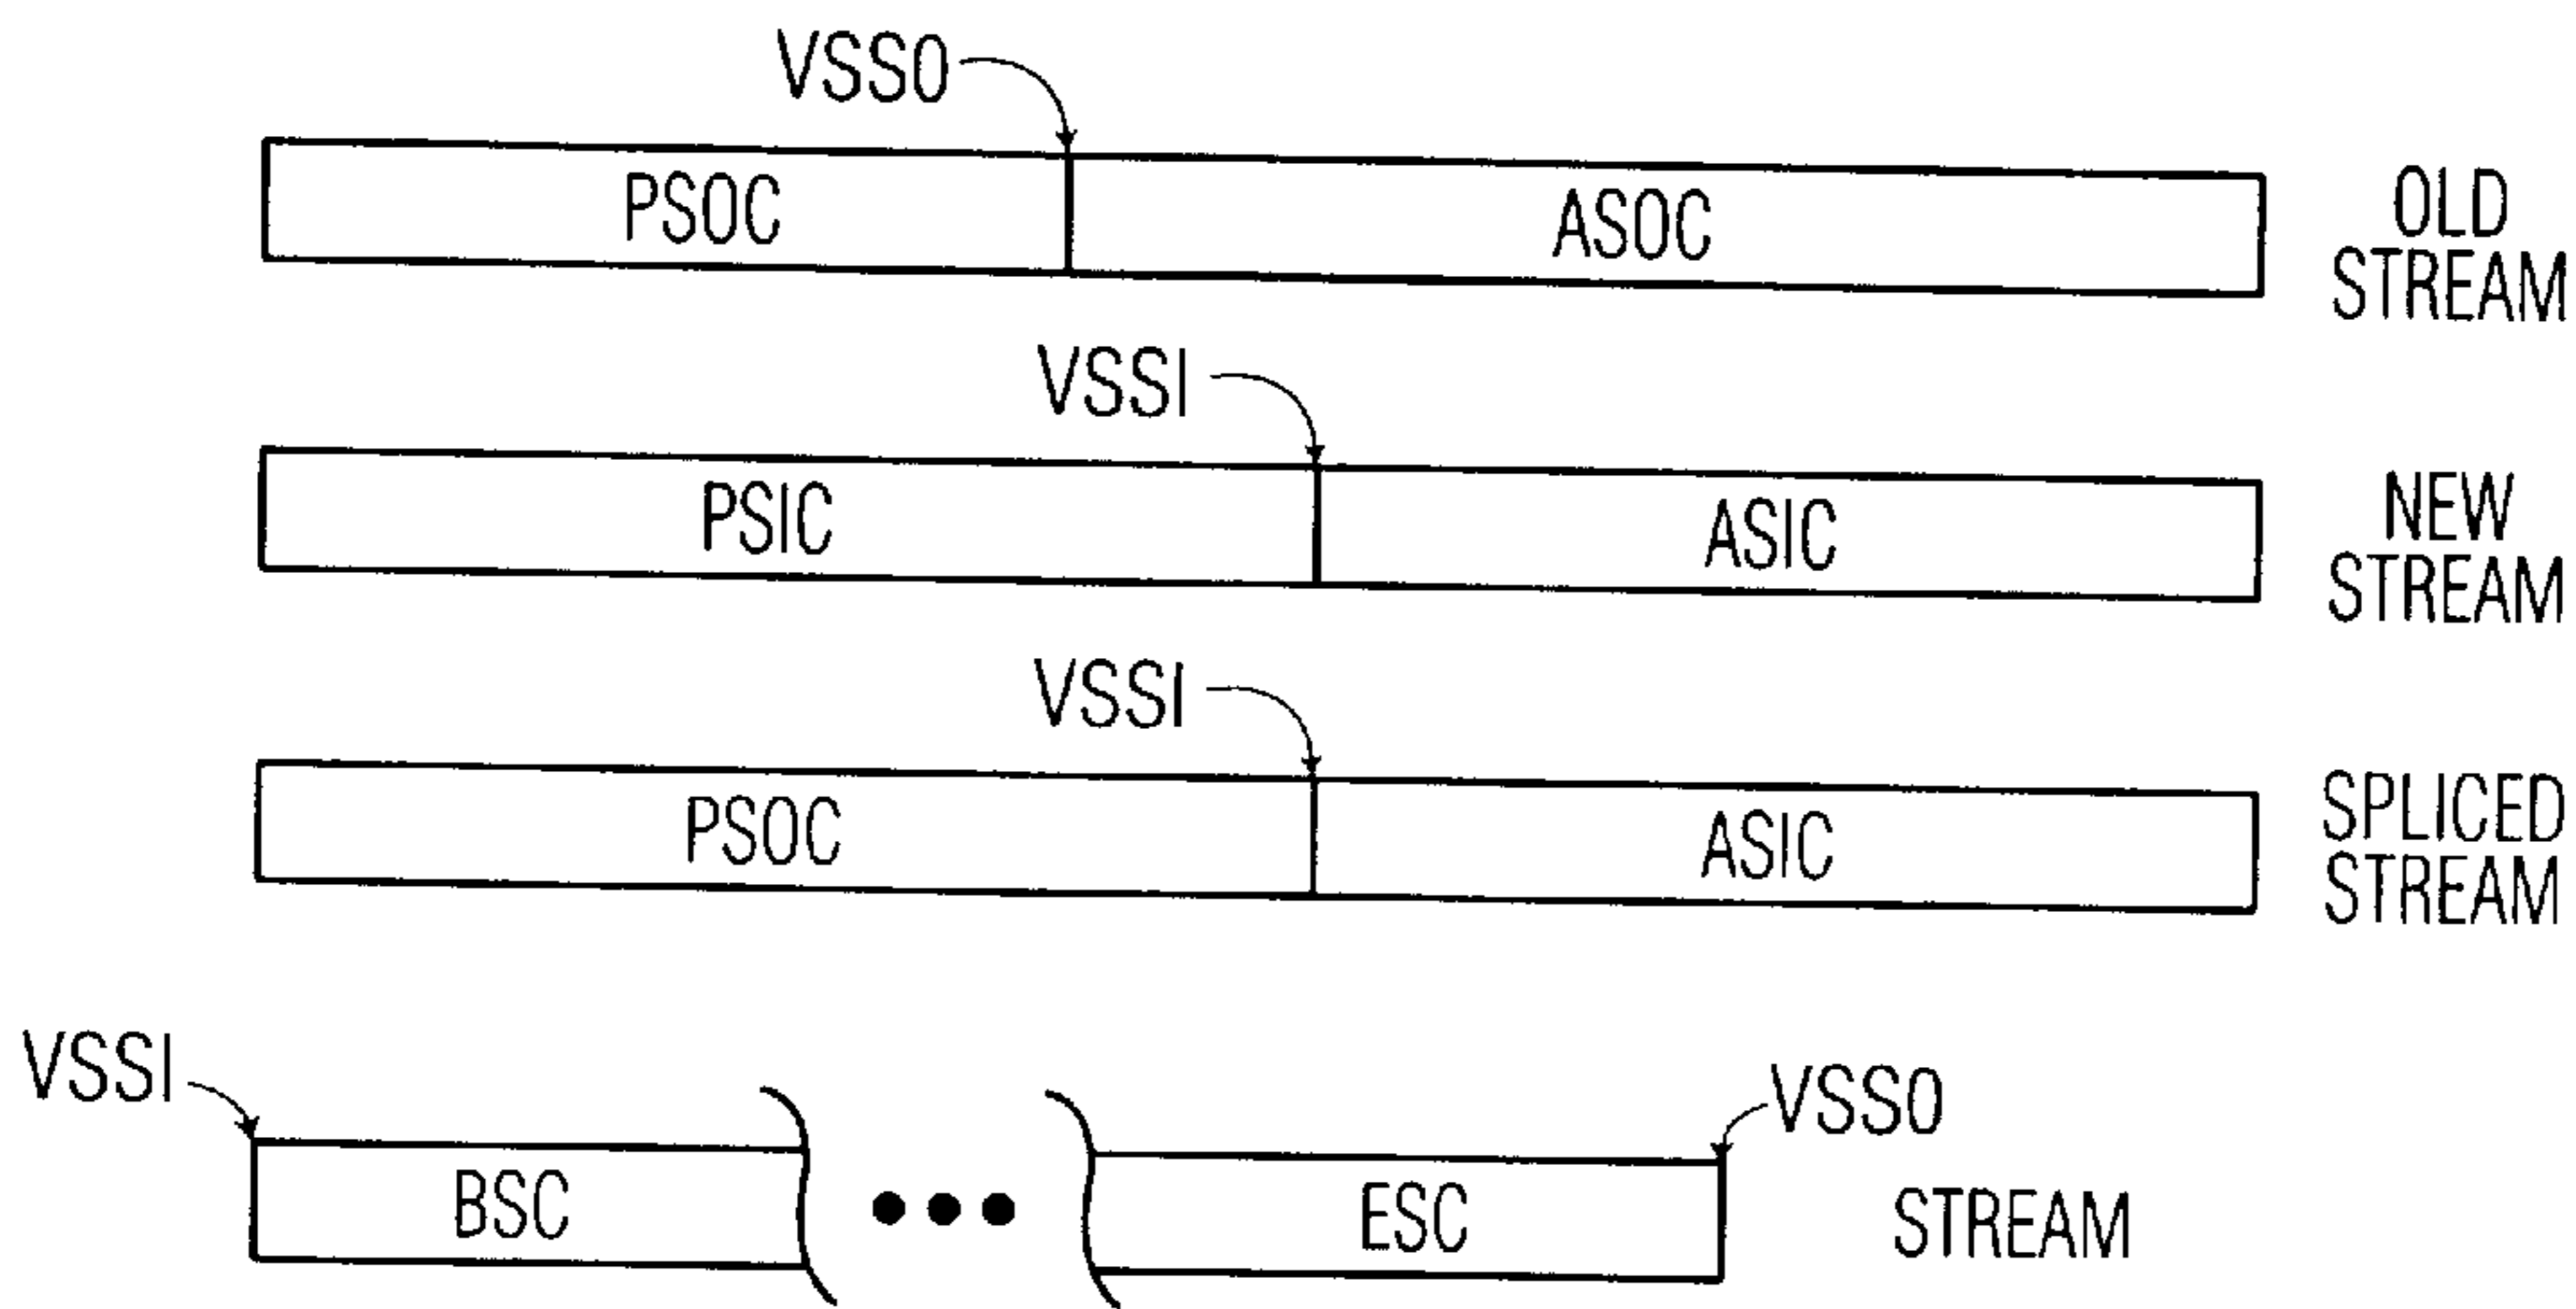 VSSO
PSOC ASOC OLD STREAM
VSSI
PSIC ASIC NEW STREAM
VSSI
PSOC ASIC SPLICED STREAM
VSSI
VSSO
BSC ESC STREAM